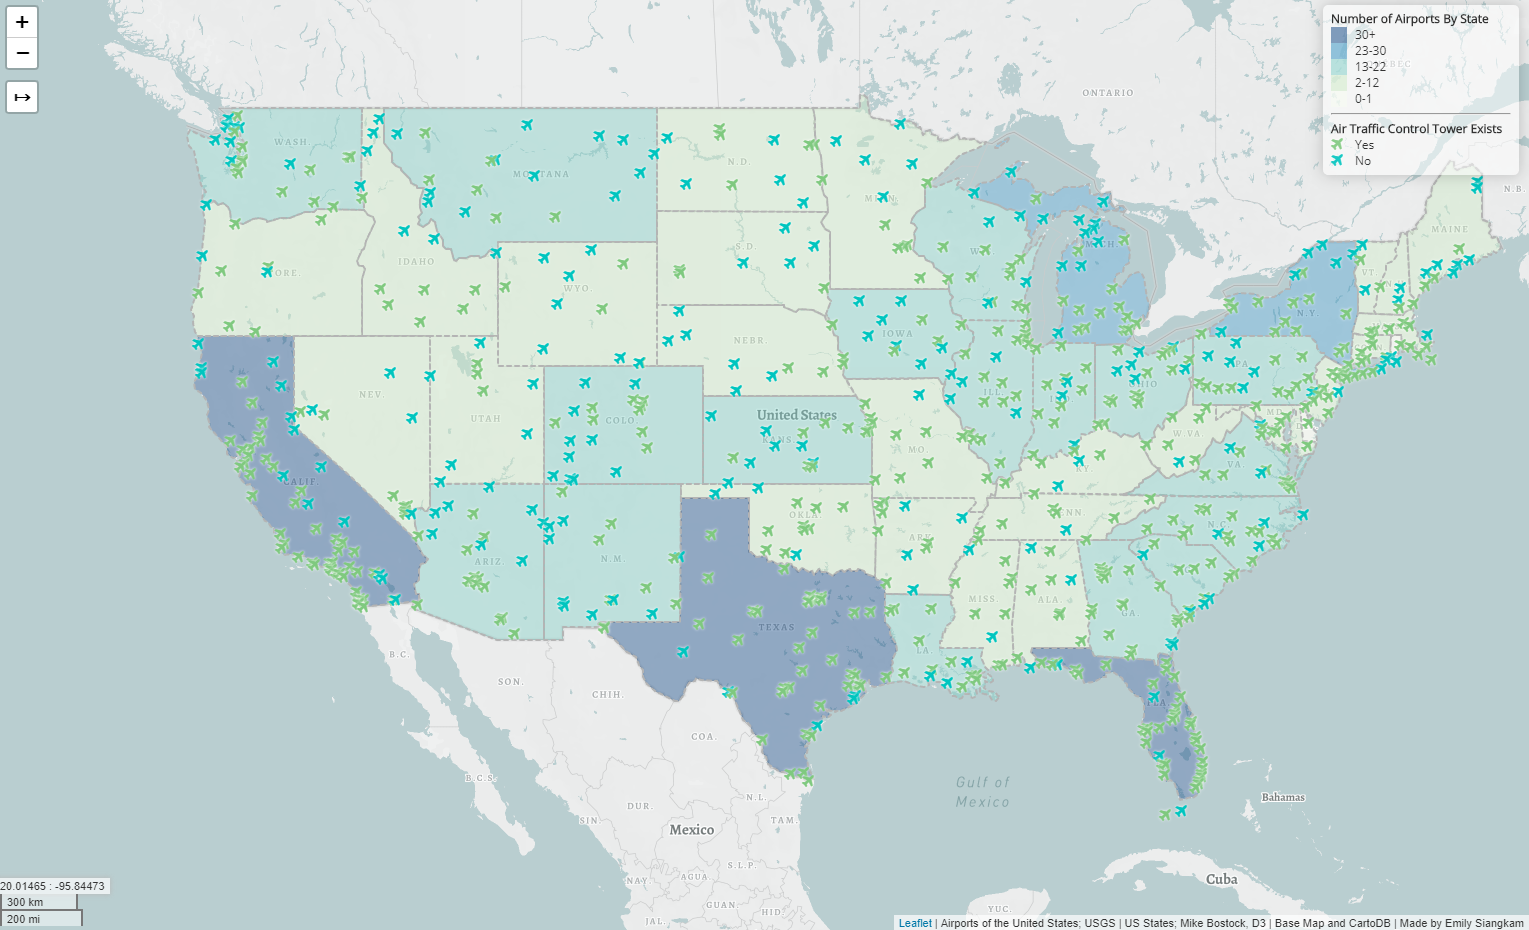 +
−
↦
Number of Airports By State
30+
23-30
13-22
2-12
0-1
Air Traffic Control Tower Exists
Yes
No
ONTARIO
N.B.
MAINE
WASH.
MONTANA
N.D.
MINN.
ORE
IDAHO
S.D.
WYO.
MICH.
VT.
N.Y.
IOWA
NEBR.
NEV.
UTAH
COLO.
United States
KANS.
ILL.
OHIO
PA.
MD.
MO.
W.VA
VA.
KY.
CALIF
ARIZ.
N.M.
OKLA
ARK.
TENN.
N.C.
MISS.
ALA.
GA.
TEXAS
LA.
FLA.
B.C.
SON.
CHIH.
COA.
B.C.S.
Gulf of
Mexico
Bahamas
N.L.
DUR.
SIN.
TAM.
Mexico
S.L.P.
NAY.
AGUA.
GUAN
HID.
JAL.
YUC.
Cuba
20.01465 : -95.84473
300 km
200 mi
Leaflet | Airports of the United States; USGS | US States; Mike Bostock, D3 | Base Map and CartoDB | Made by Emily Siangkam